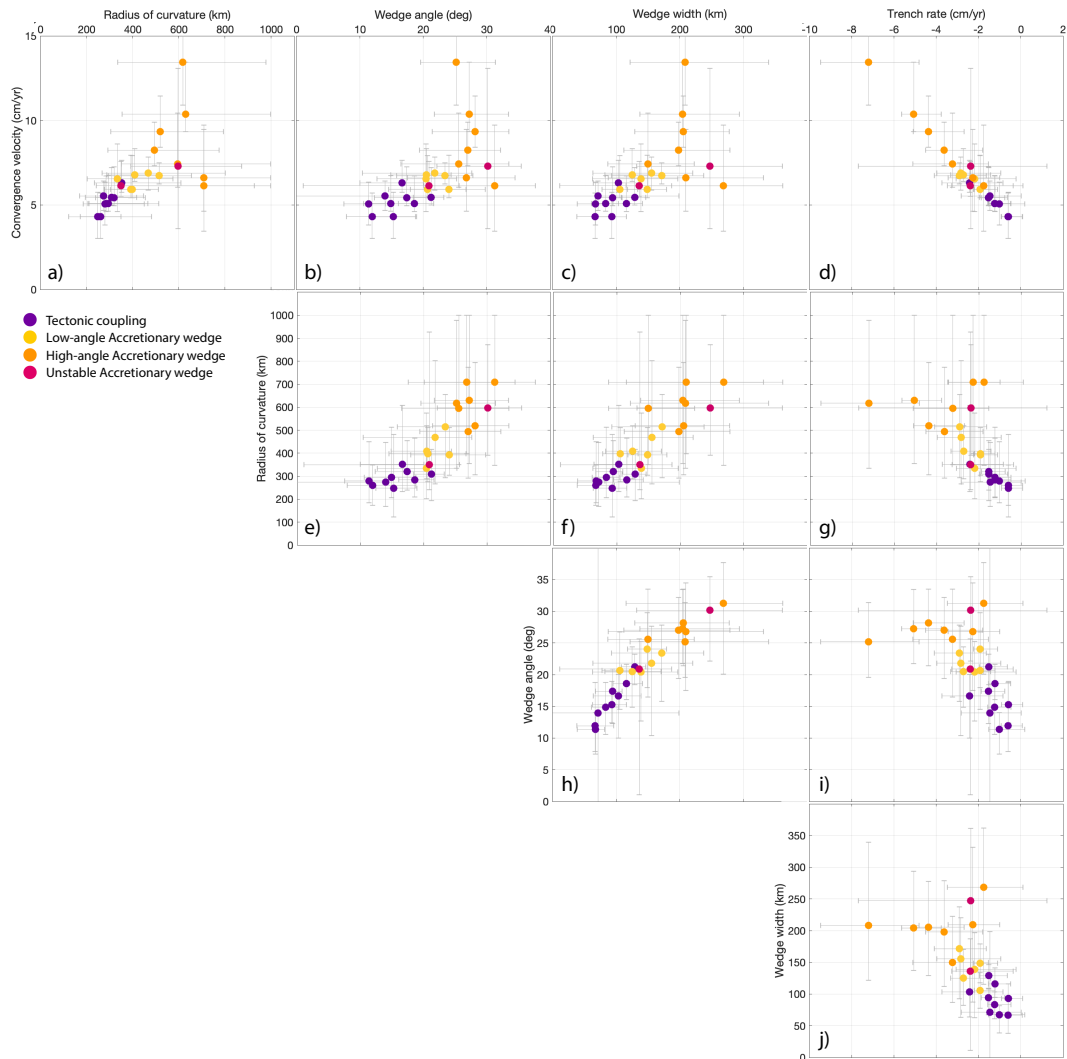 Radius of curvature (km)
Wedge angle (deg)
Wedge width (km)
Trench rate (cm/yr)
0 200 400 600 800 1000
0 10 20 30 40
40 100 200 300
-10 -8 -6 -4 -2 0 2
Convergence velocity (cm/yr)
15
10
5
0
a)
b)
c)
d)
Tectonic coupling
Low-angle Accretionary wedge
High-angle Accretionary wedge
Unstable Accretionary wedge
Radius of curvature (km)
1000
900
800
700
600
500
400
300
200
100
0
e)
f)
g)
Wedge angle (deg)
35
30
25
20
15
10
5
0
h)
i)
Wedge width (km)
350
300
250
200
150
100
50
0
j)